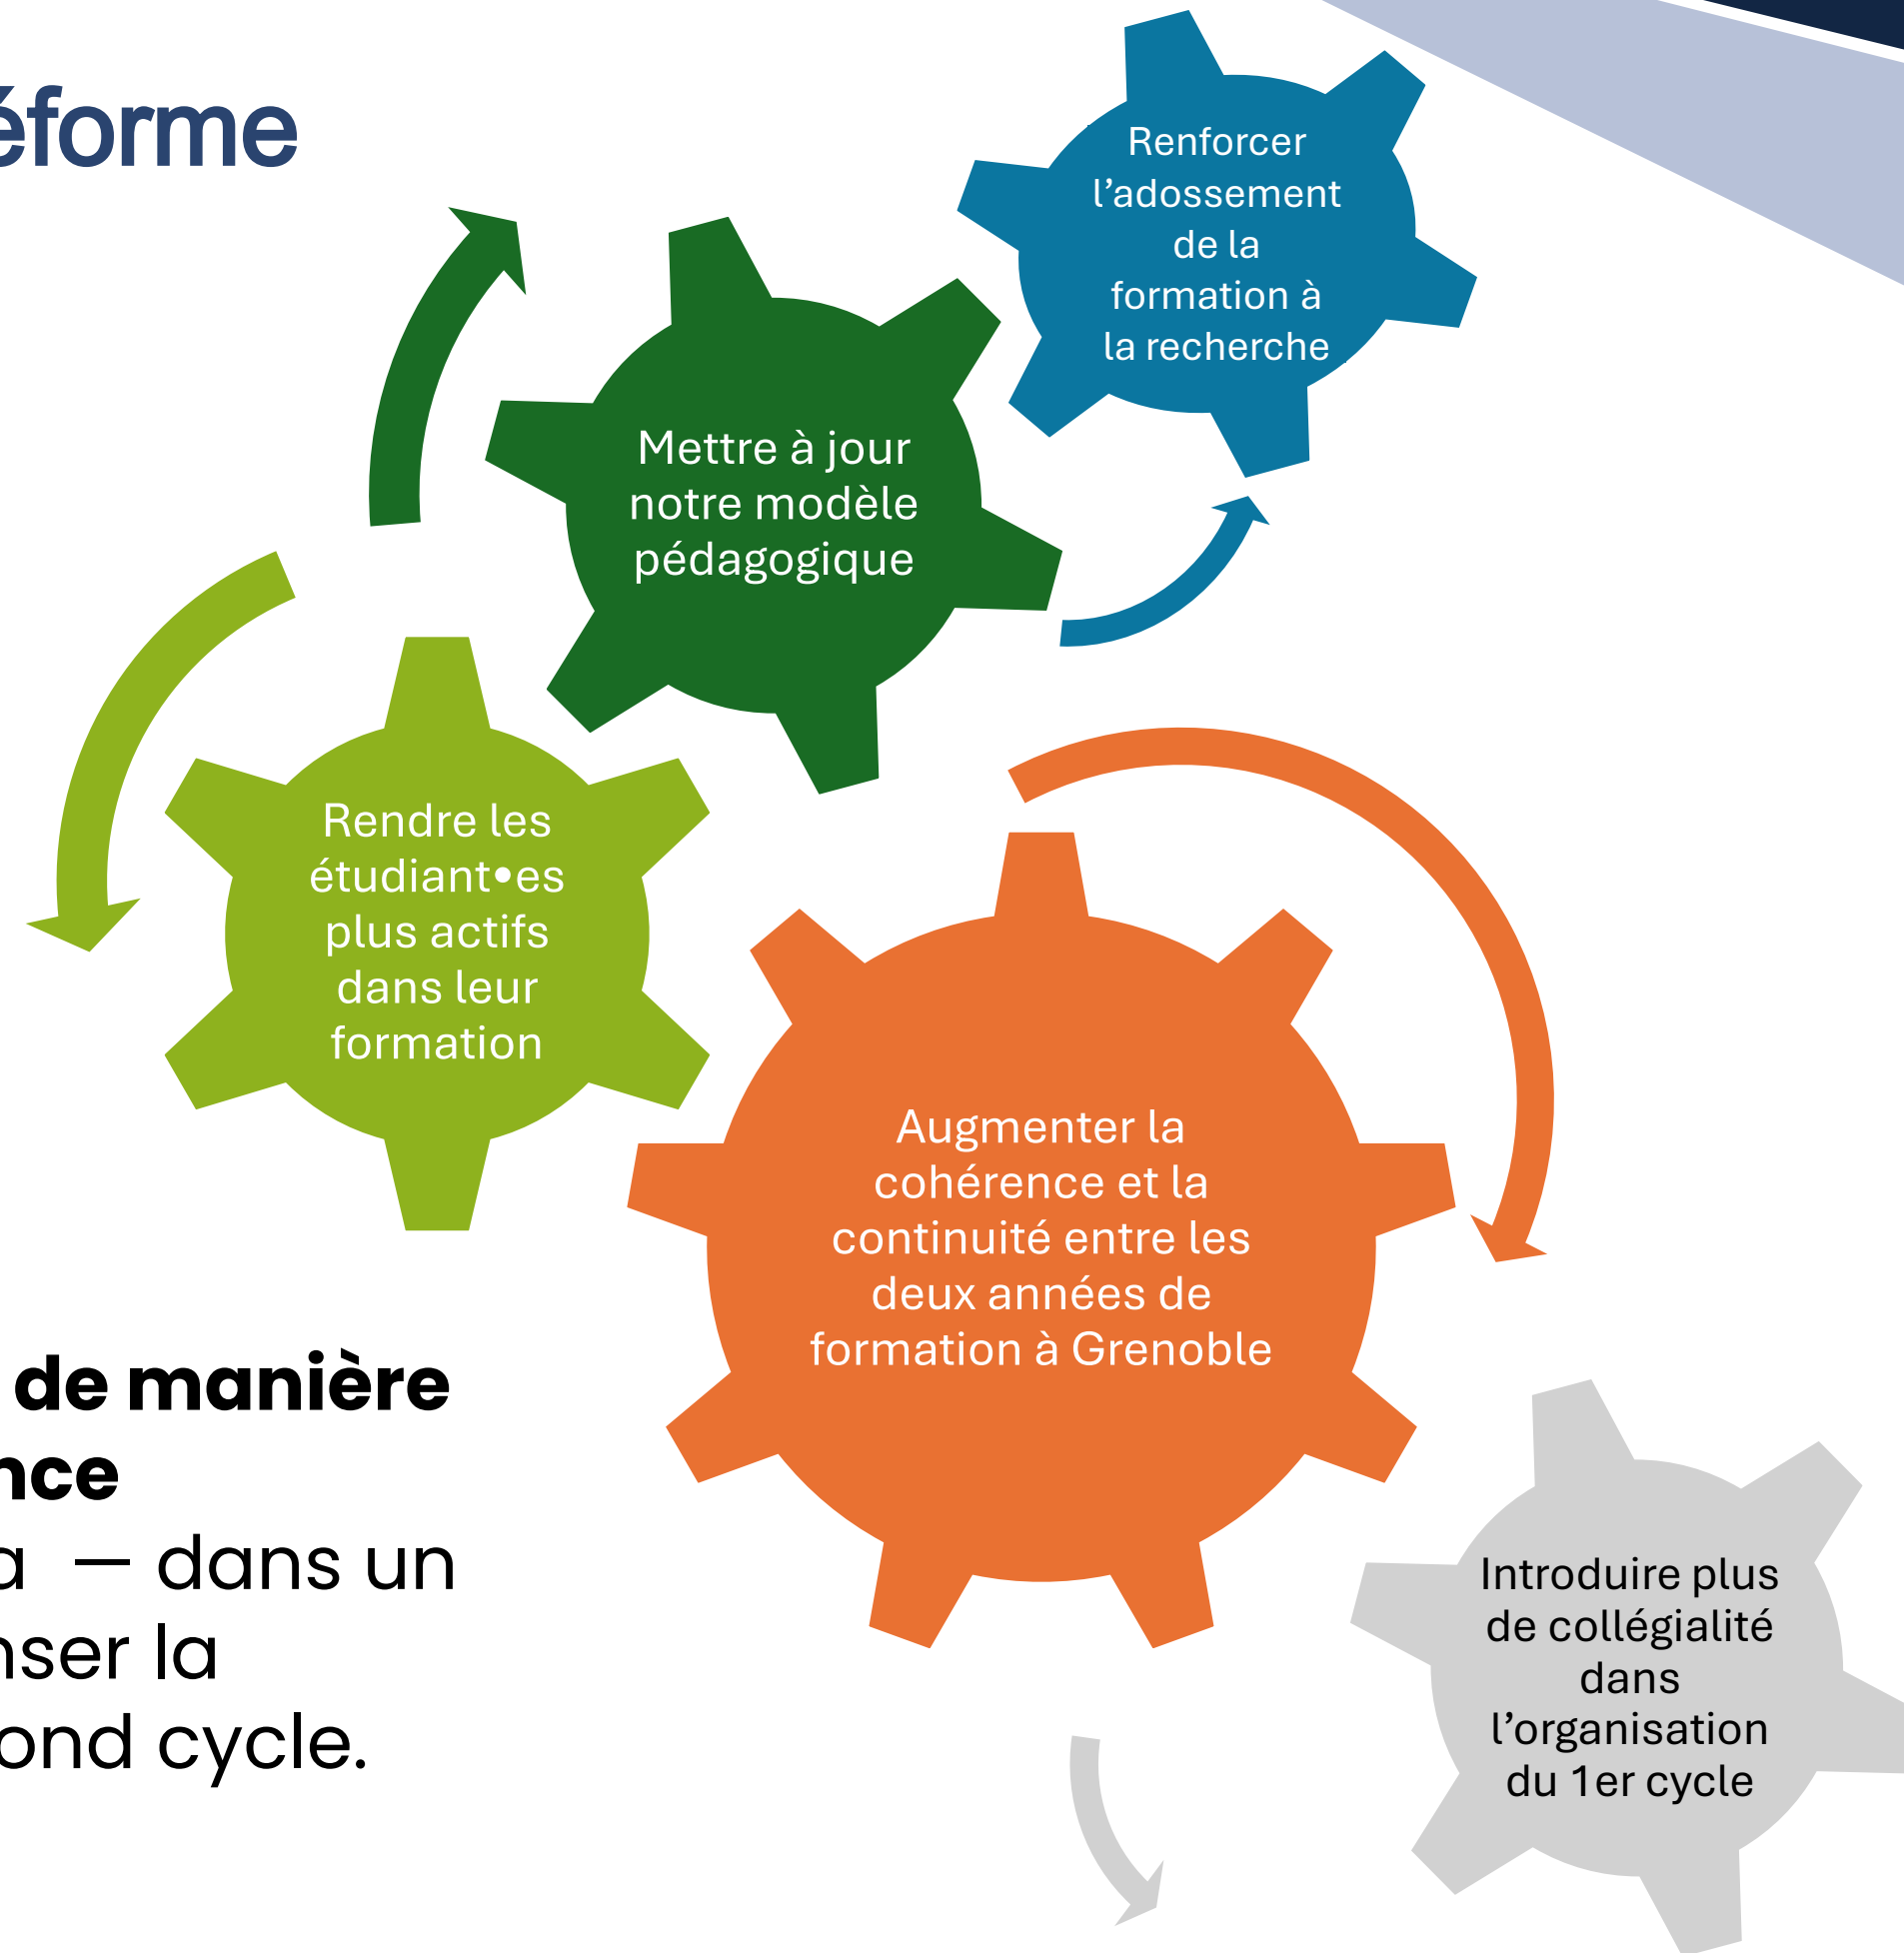 éforme
Renforcer
l’adossement
de la
formation à
la recherche
Mettre à jour
notre modèle
pédagogique
Rendre les
étudiant•es
plus actifs
dans leur
formation
Augmenter la
cohérence et la
continuité entre les
deux années de
formation à Grenoble
de manière
nce
a — dans un
nser la
ond cycle.
Introduire plus
de collégialité
dans
l’organisation
du 1er cycle